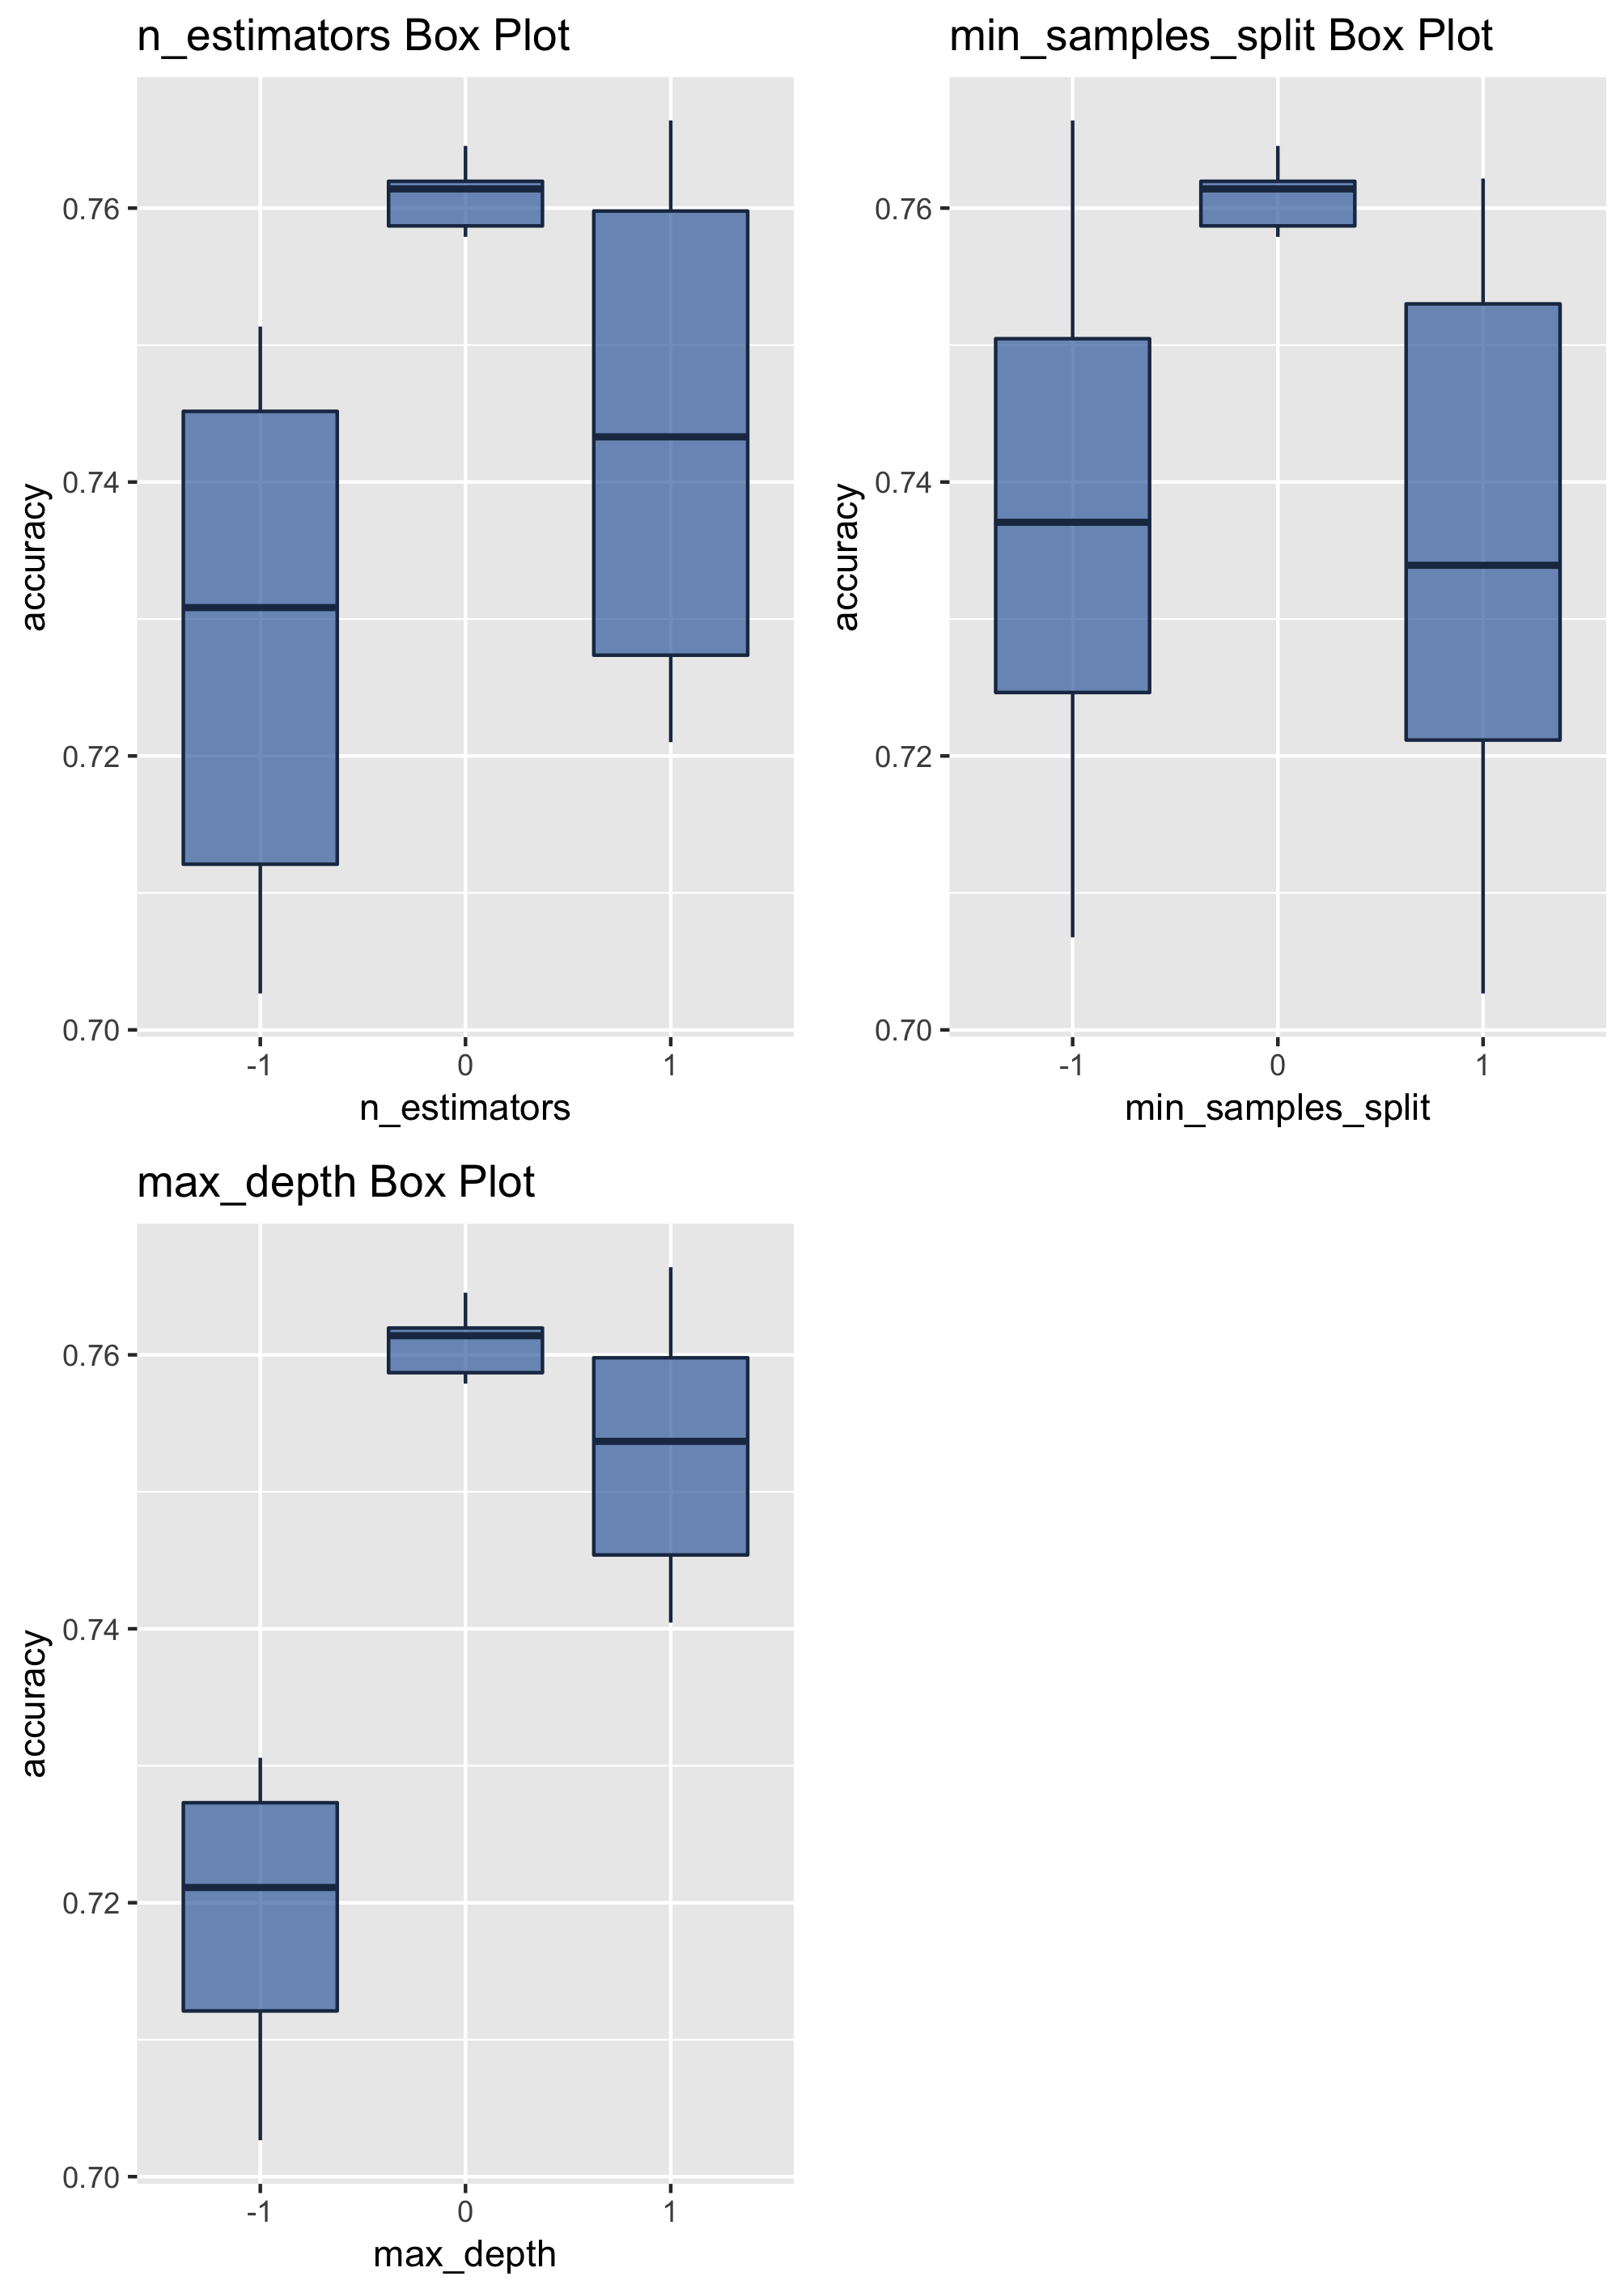 n_estimators Box Plot
accuracy
0.76
0.74
0.72
0.70
-1 0 1
n_estimators
min_samples_split Box Plot
accuracy
0.76
0.74
0.72
0.70
-1 0 1
min_samples_split
max_depth Box Plot
accuracy
0.76
0.74
0.72
0.70
-1 0 1
max_depth